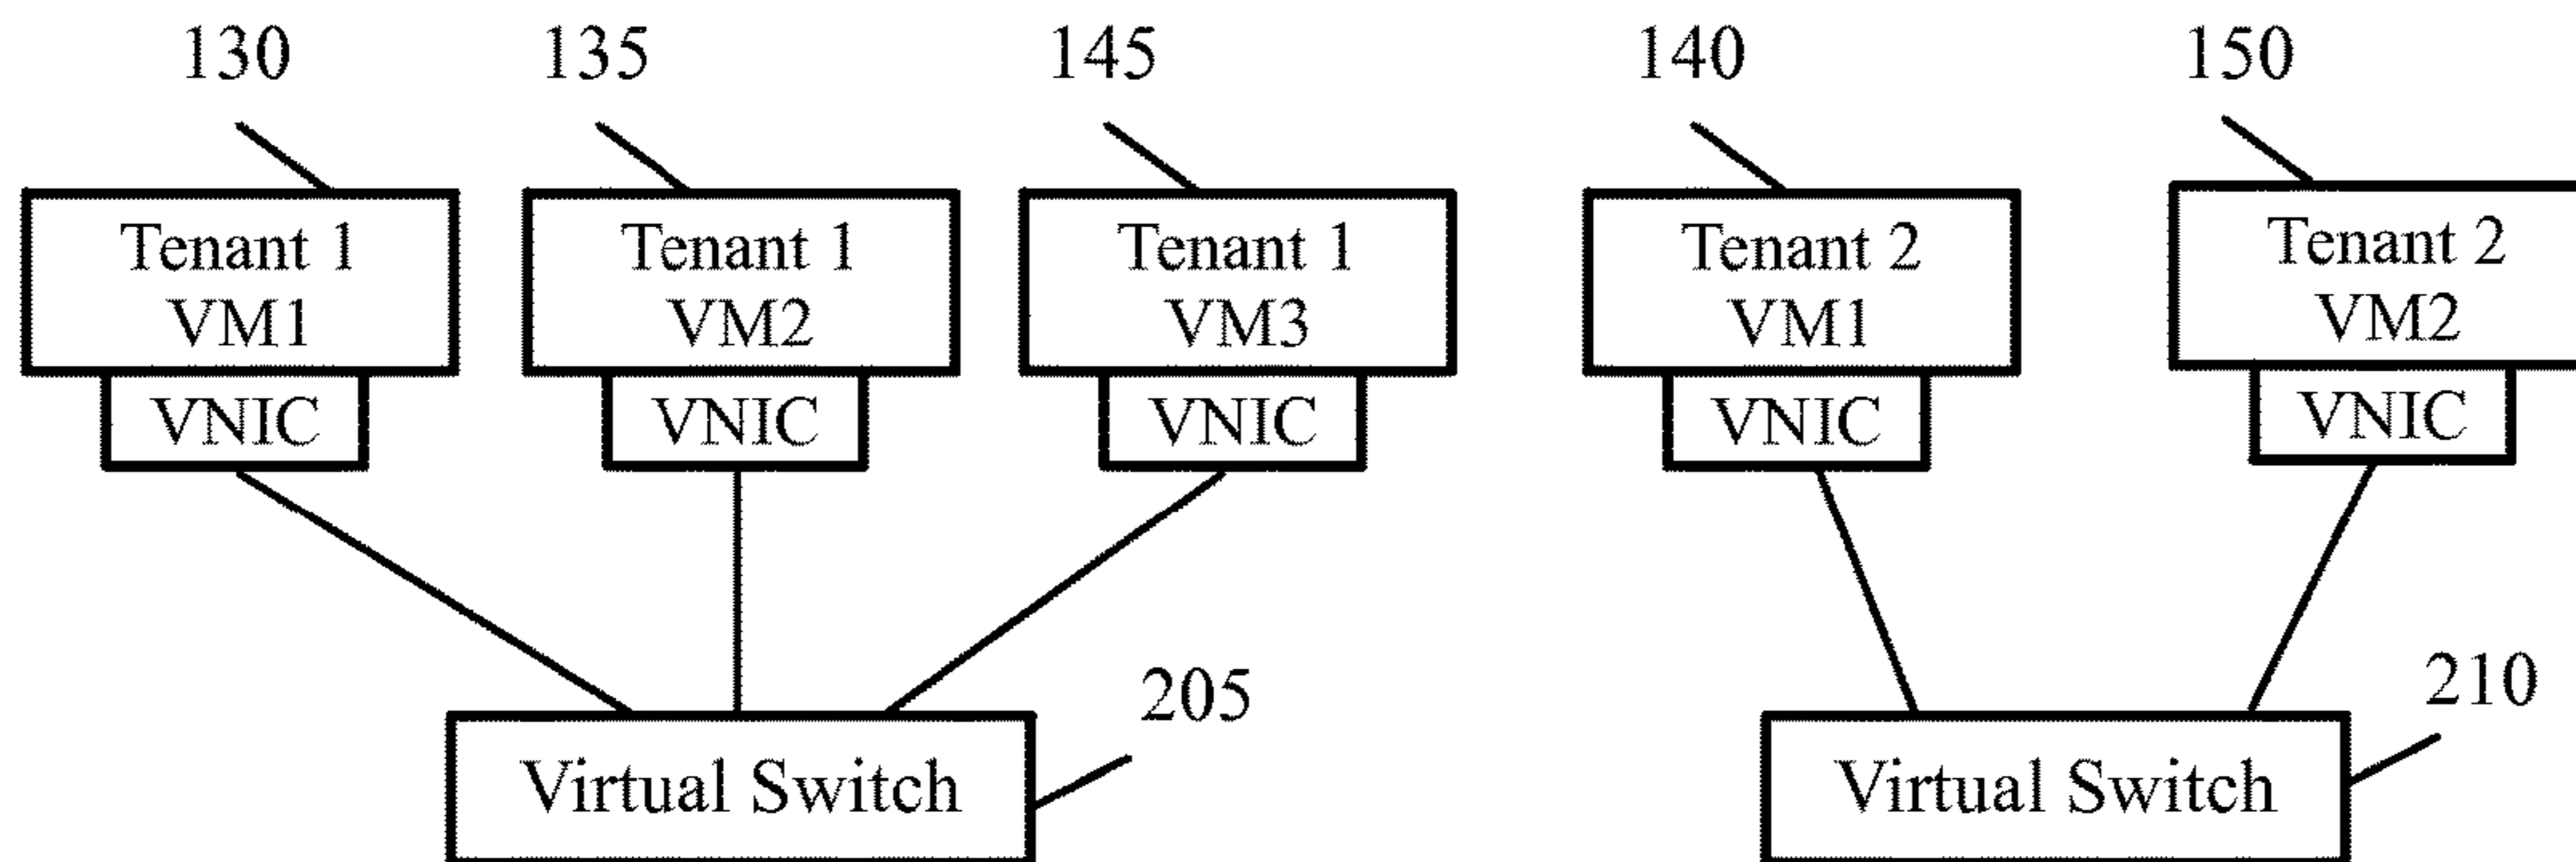 130
135
145
140
150
Tenant 1
VM1
Tenant 1
VM2
Tenant 1
VM3
Tenant 2
VM1
Tenant 2
VM2
VNIC
VNIC
VNIC
VNIC
VNIC
205
210
Virtual Switch
Virtual Switch